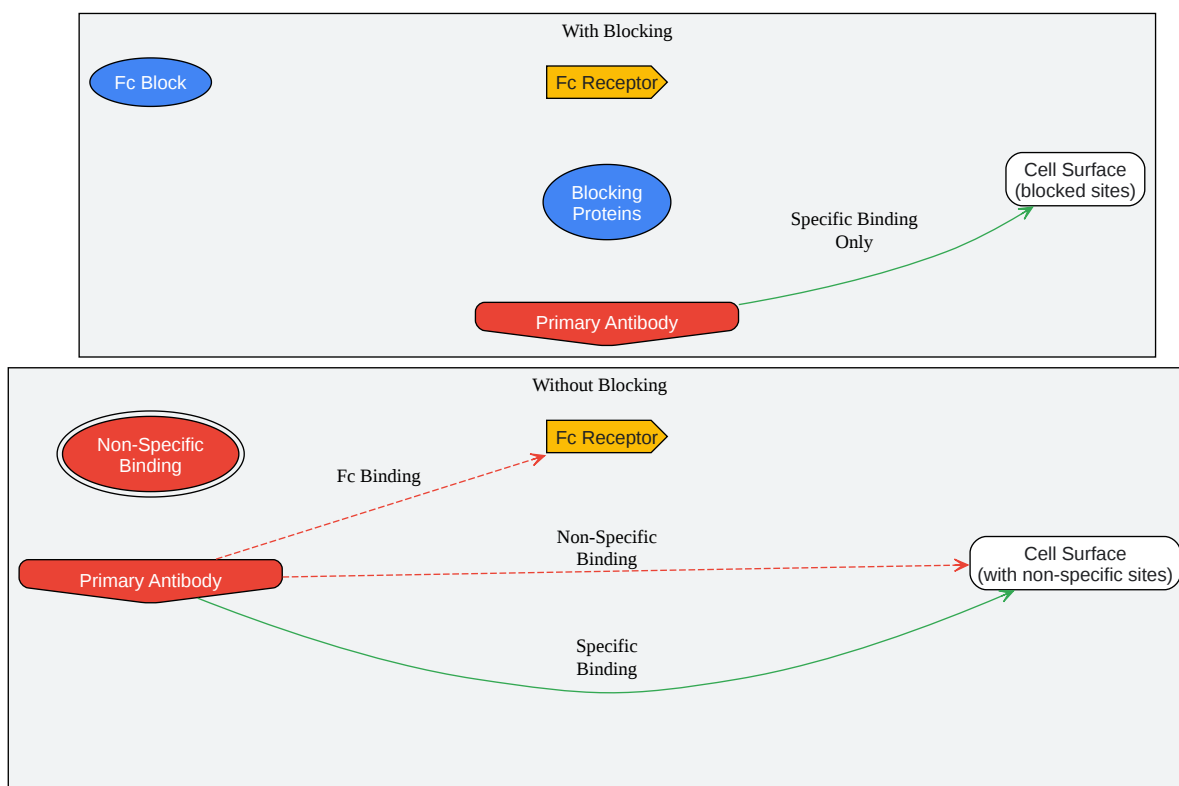 With Blocking
Fc Block
Fc Receptor
Blocking
Proteins
Cell Surface
(blocked sites)
Specific Binding
Only
Primary Antibody
Without Blocking
Non-Specific
Binding
Fc Receptor
Fc Binding
Non-Specific
Binding
Cell Surface
(with non-specific sites)
Primary Antibody
Specific
Binding